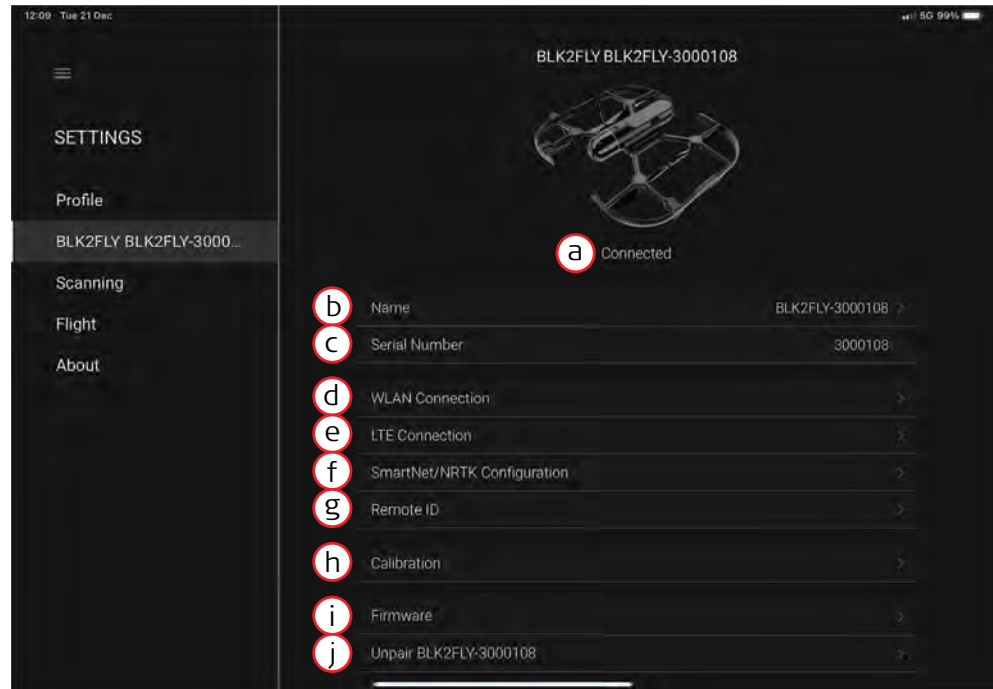 12:09 Tue 21 Dec
5G 99%
BLK2FLY BLK2FLY-3000108
SETTINGS
Profile
BLK2FLY BLK2FLY-3000...
Scanning
Flight
About
a Connected
b Name BLK2FLY-3000108 >
c Serial Number 3000108
d WLAN Connection >
e LTE Connection >
f SmartNet/NRTK Configuration >
g Remote ID >
h Calibration >
i Firmware >
j Unpair BLK2FLY-3000108 >